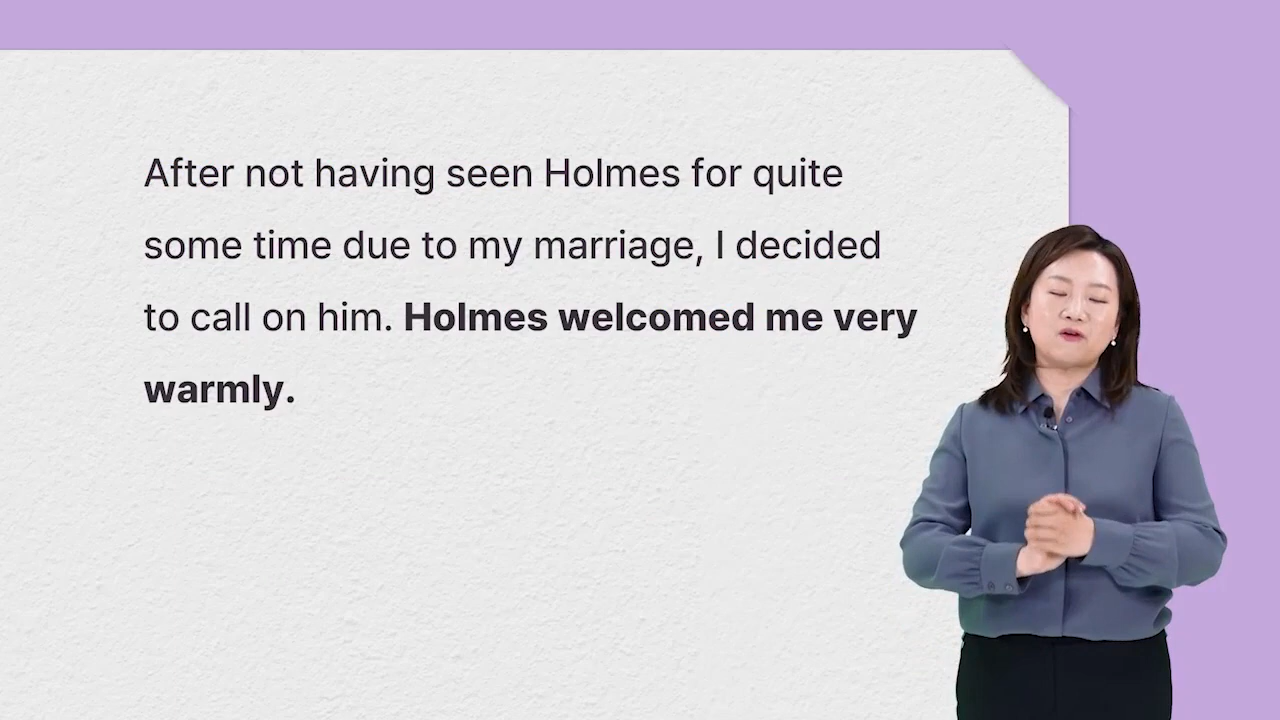 After not having seen Holmes for quite
some time due to my marriage, I decided
to call on him. Holmes welcomed me very
warmly.